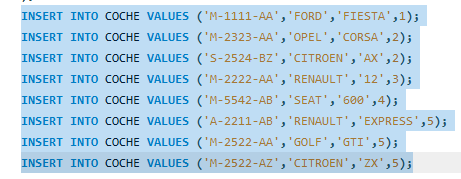 );
INSERT INTO COCHE VALUES ('M-1111-AA','FORD','FIESTA',1);
INSERT INTO COCHE VALUES ('M-2323-AA','OPEL','CORSA',2);
INSERT INTO COCHE VALUES ('S-2524-BZ','CITROEN','AX',2);
INSERT INTO COCHE VALUES ('M-2222-AA','RENAULT','12',3);
INSERT INTO COCHE VALUES ('M-5542-AB','SEAT','600',4);
INSERT INTO COCHE VALUES ('A-2211-AB','RENAULT','EXPRESS',5);
INSERT INTO COCHE VALUES ('M-2522-AA','GOLF','GTI',5);
INSERT INTO COCHE VALUES ('M-2522-AZ','CITROEN','ZX',5);